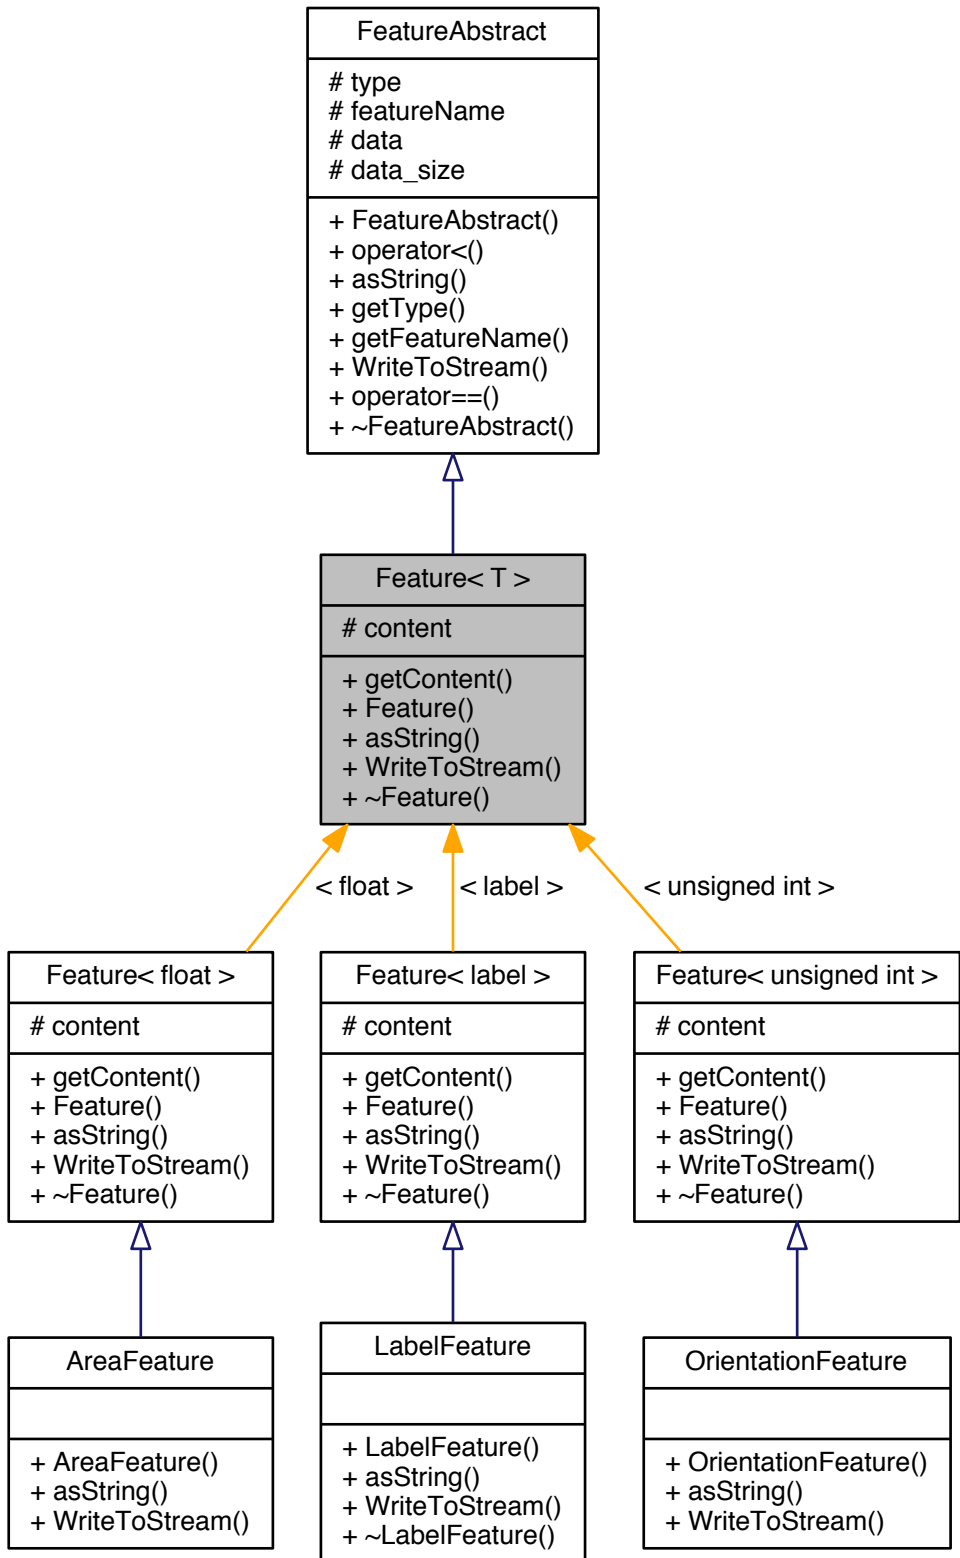 FeatureAbstract
# type
# featureName
# data
# data_size
+ FeatureAbstract()
+ operator<()
+ asString()
+ getType()
+ getFeatureName()
+ WriteToStream()
+ operator==()
+ ~FeatureAbstract()
Feature< T >
# content
+ getContent()
+ Feature()
+ asString()
+ WriteToStream()
+ ~Feature()
< float >
< label >
< unsigned int >
Feature< float >
# content
+ getContent()
+ Feature()
+ asString()
+ WriteToStream()
+ ~Feature()
Feature< label >
# content
+ getContent()
+ Feature()
+ asString()
+ WriteToStream()
+ ~Feature()
Feature< unsigned int >
# content
+ getContent()
+ Feature()
+ asString()
+ WriteToStream()
+ ~Feature()
AreaFeature
+ AreaFeature()
+ asString()
+ WriteToStream()
LabelFeature
+ LabelFeature()
+ asString()
+ WriteToStream()
+ ~LabelFeature()
OrientationFeature
+ OrientationFeature()
+ asString()
+ WriteToStream()